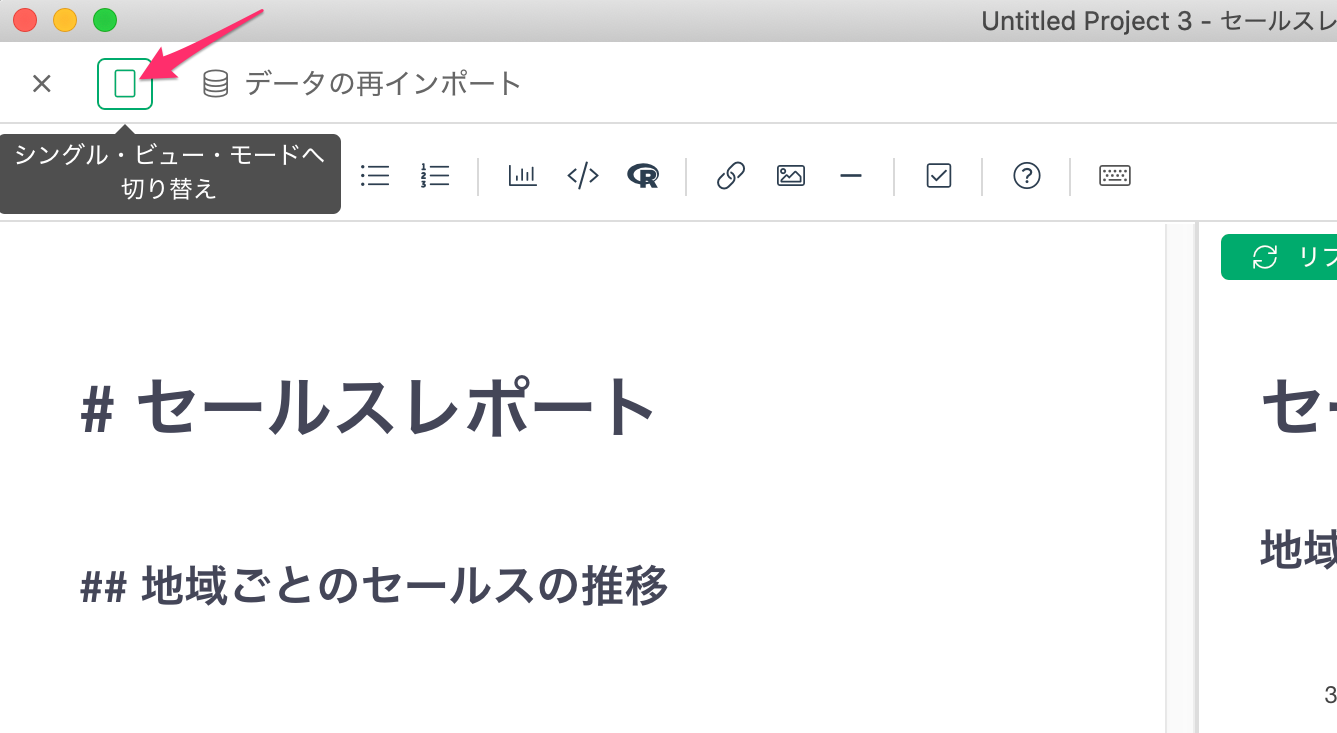 Untitled Project 3 - セールスレ
データの再インポート
シングル・ビュー・モードへ
切り替え
リフ
# セールスレポート
セー
## 地域ごとのセールスの推移
地域
3